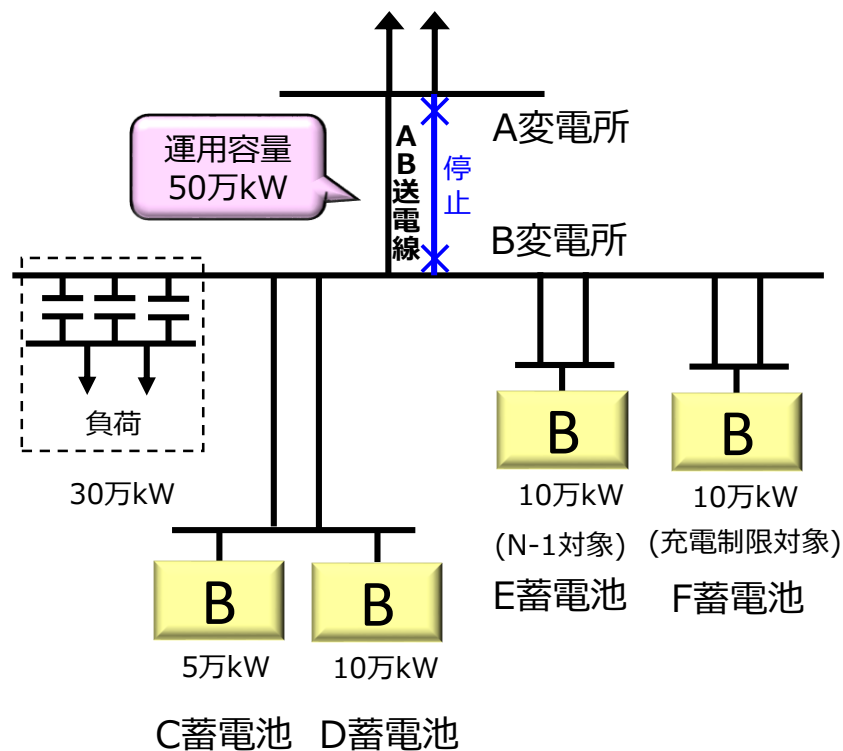 A変電所
運用容量
50万kW
AB送電線
停止
B変電所
負荷
30万kW
B
10万kW
(N-1対象)
E蓄電池
B
10万kW
(充電制限対象)
F蓄電池
B
5万kW
C蓄電池
B
10万kW
D蓄電池